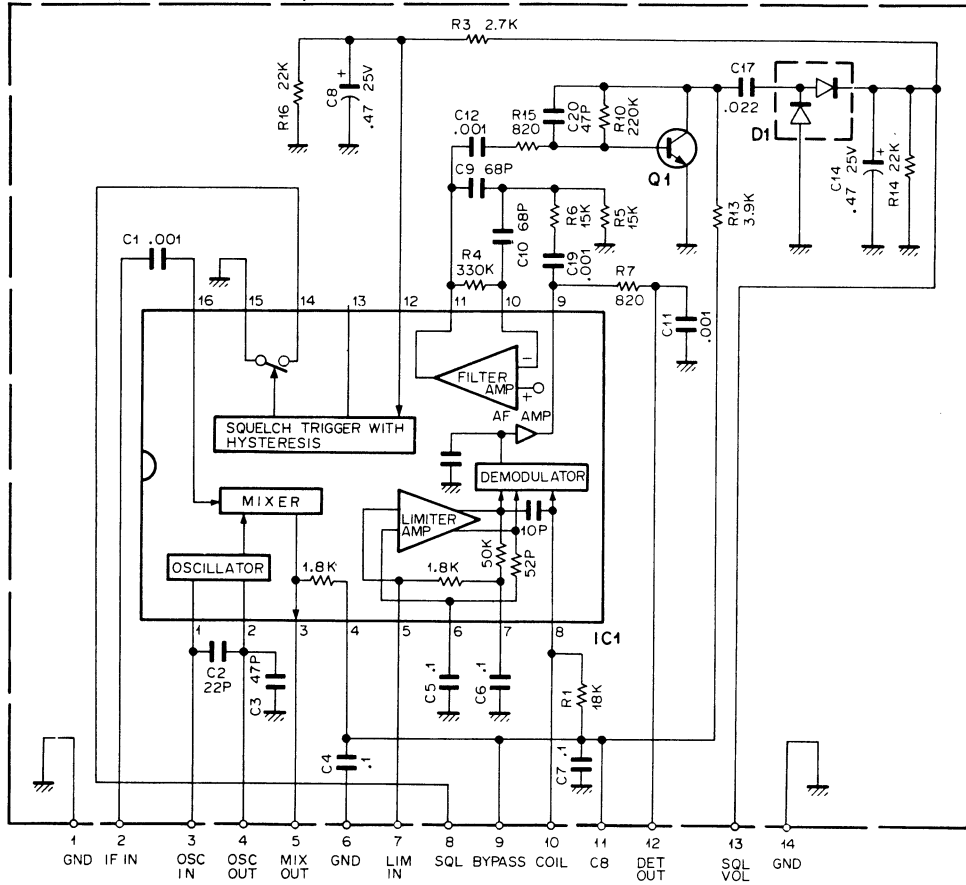 R3 2.7K
R16 22K
C8 + .47 25V
C12 .001
R15 820
C20 47P
R10 220K
C17 .022
D1
C14 + .47 25V
R14 22K
Q1
R13 3.9K
C9 68P
C10 68P
R6 15K
R5 15K
C1 .001
R4 330K
C19 .001
R7 820
C11 .001
16 15 14 13 12 11 10 9
FILTER AMP
- +
AF AMP
SQUELCH TRIGGER WITH HYSTERESIS
DEMODULATOR
MIXER
LIMITER AMP
10P
50K
52P
OSCILLATOR
1.8K
1.8K
1 2 3 4 5 6 7 8
IC1
C2 22P
C3 47P
C5 .1
C6 .1
R1 18K
C4 .1
C7 .1
1 GND
2 IF IN
3 OSC IN
4 OSC OUT
5 MIX OUT
6 GND
7 LIM IN
8 SQL
9 BYPASS
10 COIL
11 C8
12 DET OUT
13 SQL VOL
14 GND